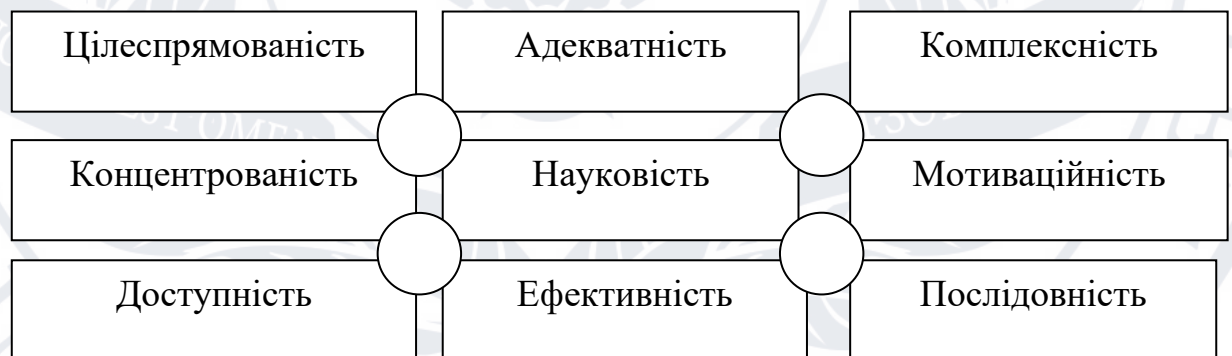 Цілеспрямованість Адекватність Комплексність
Концентрованість Науковість Мотиваційність
Доступність Ефективність Послідовність